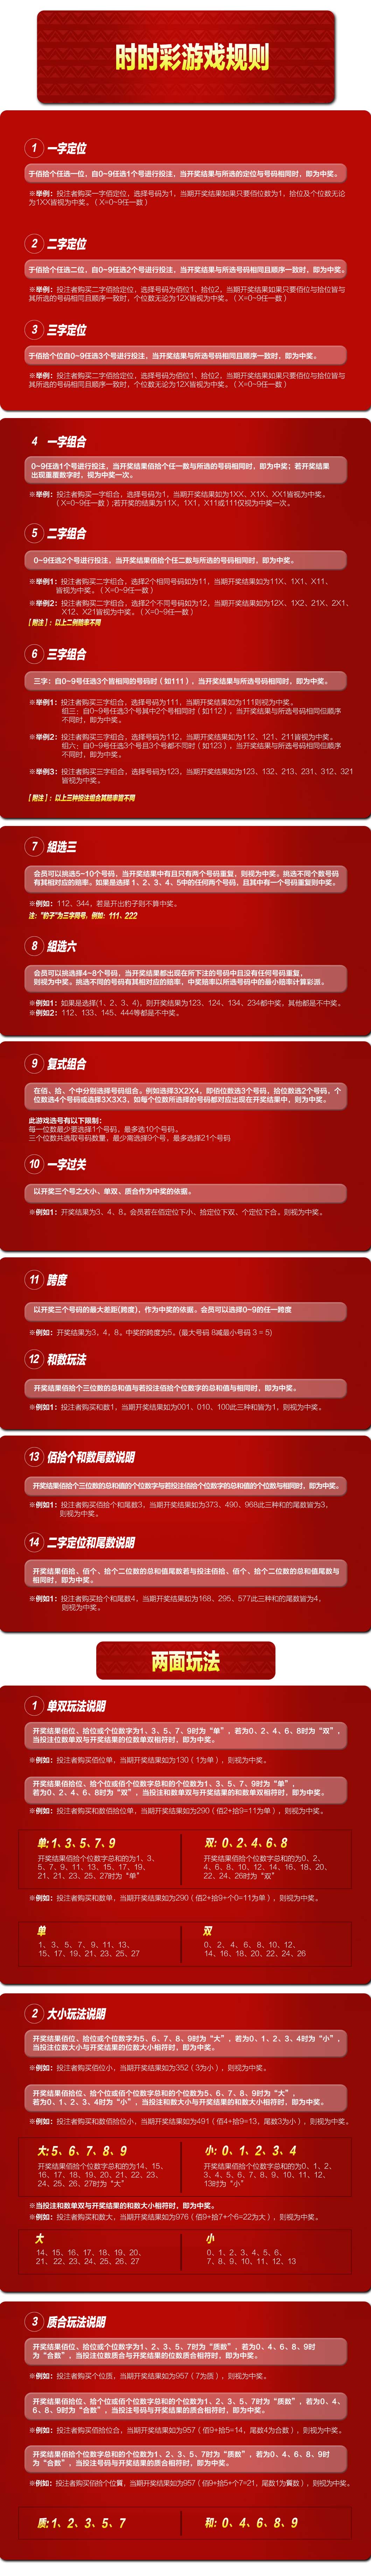 时时彩游戏规则
1 一字定位
于佰拾个任选一位，自0~9任选1个号进行投注，当开奖结果与所选的定位与号码相同时，即为中奖。
※举例：投注者购买一字佰定位，选择号码为1，当期开奖结果如果只要佰位数为1，拾位及个位数无论
为1XX皆视为中奖。（X=0~9任一数）
2 二字定位
于佰拾个任选二位，自0~9任选2个号进行投注，当开奖结果与所选号码相同且顺序一致时，即为中奖。
※举例：投注者购买二字佰拾定位，选择号码为佰位1、拾位2，当期开奖结果如果只要佰位与拾位皆与
其所选的号码相同且顺序一致时，个位数无论为12X皆视为中奖。（X=0~9任一数）
3 三字定位
于佰拾个位自0~9任选3个号进行投注，当开奖结果与所选号码相同且顺序一致时，即为中奖。
※举例：投注者购买二字佰拾定位，选择号码为佰位1、拾位2，当期开奖结果如果只要佰位与拾位皆与
其所选的号码相同且顺序一致时，个位数无论为12X皆视为中奖。（X=0~9任一数）
4 一字组合
0~9任选1个号进行投注，当开奖结果佰拾个任一数与所选的号码相同时，即为中奖；若开奖结果
出现重覆数字时，视为中奖一次。
※举例：投注者购买一字组合，选择号码为1，当期开奖结果如为1XX、X1X、XX1皆视为中奖。
（X=0~9任一数）;若开奖的结果为11X，1X1，X11或111仅视为中奖一次。
5 二字组合
0~9任选2个号进行投注，当开奖结果佰拾个任二数与所选的号码相同时，即为中奖。
※举例1：投注者购买二字组合，选择2个相同号码如为11，当期开奖结果如为11X、1X1、X11、
皆视为中奖。（X=0~9任一数）
※举例2：投注者购买二字组合，选择2个不同号码如为12，当期开奖结果如为12X、1X2、21X、2X1、
X12、X21皆视为中奖。（X=0~9任一数）
【附注】：以上二例赔率不同
6 三字组合
三字：自0~9号任选3个皆相同的号码时（如111），当开奖结果与所选号码相同时，即为中奖。
※举例1：投注者购买三字组合，选择号码为111，当期开奖结果如为111则视为中奖。
组三：自0~9号任选3个号其中2个号相同时（如112），当开奖结果与所选号码相同但顺序
不同时，即为中奖。
※举例2：投注者购买三字组合，选择号码为112，当期开奖结果如为112、121、211皆视为中奖。
组六：自0~9号任选3个号且3个号都不同时（如123），当开奖结果与所选号码相同但顺序
不同时，即为中奖。
※举例3：投注者购买三字组合，选择号码为123，当期开奖结果如为123、132、213、231、312、321
皆视为中奖。
【附注】：以上三种投注组合其赔率皆不同
7 组选三
会员可以挑选5~10个号码，当开奖结果中有且只有两个号码重复，则视为中奖。挑选不同个数号码
有其相对应的赔率。如果是选择 1、2、3、4、5中的任何两个号码，且其中有一个号码重复则中奖。
※例如：112、344，若是开出豹子则不算中奖。
注："豹子"为三字同号，例如：111、222
8 组选六
会员可以挑选择4~8个号码，当开奖结果都出现在所下注的号码中且没有任何号码重复，
则视为中奖。挑选不同的号码有其相对应的赔率，中奖赔率以所选号码中的最小赔率计算彩派。
※例如1：如果是选择(1、2、3、4)，则开奖结果为123、124、134、234都中奖，其他都是不中奖。
※例如2：112、133、145、444等都是不中奖。
9 复式组合
在佰、拾、个中分别选择号码组合。例如选择3X2X4，即佰位数选3个号码，给位数选2个号码，个
位数选4个号码或选择3X3X3，如每个位数所选择的号码都对应出现在开奖结果中，则为中奖。
此游戏选号有以下限制：
每一位数最少要选择1个号码，最多选10个号码。
三个位数共选取号码数量，最少需选择9个号，最多选择21个号码
10 一字过关
以开奖三个号之大小、单双、质合作为中奖的依据。
※例如1：开奖结果为3、4、8。会员若在佰定位下小、拾定位下双、个定位下合、则视为中奖。
11 跨度
以开奖三个号码的最大差距(跨度)，作为中奖的依据。会员可以选择0~9的任一跨度
※例如：开奖结果为3，4，8。中奖的跨度为5。(最大号码 8减最小号码 3 = 5)
12 和数玩法
开奖结果佰拾个三位数的总和值与若投注佰拾个位数字的总和值与相同时，即为中奖。
※例如1：投注者购买和数1，当期开奖结果如为001、010、100此三种和皆为1，则视为中奖。
13 佰拾个和数尾数说明
开奖结果佰拾个三位数的总和值的个位数字与若投注佰拾个位数字的总和值的个位数与相同时，即为中奖。
※例如1：投注者购买佰拾个和尾数3，当期开奖结果如为373、490、968此三种和的尾数皆为3，
则视为中奖。
14 二字定位和尾数说明
开奖结果佰拾、佰个、拾个二位数的总和值尾数若与投注佰拾、佰个、拾个二位数的总和值尾数与
相同时，即为中奖。
※例如1：投注者购买拾个和尾数4，当期开奖结果如为168、295、577此三种和的尾数皆为4，
则视为中奖。
两面玩法
1 单双玩法说明
开奖结果佰位、拾位或个位数字为1、3、5、7、9时为“单”，若为0、2、4、6、8时为“双”，
当投注位数单双与开奖结果的位数单双相符时，即为中奖。
※例如：投注者购买佰位单，当期开奖结果如为130（1为单），则视为中奖。
开奖结果佰位、拾位、拾个位或佰个位数字总和的个位数为1、3、5、7、9时为“单”，
若为0、2、4、6、8时为“双”，当投注和数单双与开奖结果的和数单双相符时，即为中奖。
※例如：投注者购买和数佰拾位单，当期开奖结果如为290（佰2+拾9=11为单），则视为中奖。
单：1、3、5、7、9
开奖结果佰拾个位数字总和的为1、3、
5、7、9、11、13、15、17、19、
21、21、23、25、27时为“单”
双：0、2、4、6、8
开奖结果佰拾个位数字总和的为0、2、
4、6、8、10、12、14、16、18、20、
22、24、26时为“双”
※例如：投注者购买和数单，当期开奖结果如为290（佰2+拾9+个0=11为单），则视为中奖。
单
1、3、5、7、9、11、13、
15、17、19、21、23、25、27
双
0、2、4、6、8、10、12、
14、16、18、20、22、24、26
2 大小玩法说明
开奖结果佰位、拾位或个位数字为5、6、7、8、9时为“大”，若为0、1、2、3、4时为“小”，
当投注位数大小与开奖结果的位数大小相符时，即为中奖。
※例如：投注者购买佰位小，当期开奖结果如为352（3为小），则视为中奖。
开奖结果佰拾位、拾个位或佰个位数字总和的个位数为5、6、7、8、9时为“大”，
若为0、1、2、3、4时为“小”，当投注和数大小与开奖结果的和数大小相符时，即为中奖。
※例如：投注者购买和数佰拾位小，当期开奖结果如为491（佰4+拾9=13，尾数3为小），则视为中奖。
大：5、6、7、8、9
开奖结果佰拾个位数字总和的为14、15、
16、17、18、19、20、21、22、23、
24、25、26、27时为“大”
小：0、1、2、3、4
开奖结果佰拾个位数字总和的为0、1、2、
3、4、5、6、7、8、9、10、11、12、
13时为“小”
※当投注和数单双与开奖结果的和数大小相符时，即为中奖。
※例如：投注者购买和数大，当期开奖结果如为976（佰9+拾7+个6=22为大），则视为中奖。
大
14、15、16、17、18、19、20、
21、22、23、24、25、26、27
小
0、1、2、3、4、5、6、
7、8、9、10、11、12、13
3 质合玩法说明
开奖结果佰位、拾位或个位数字为1、2、3、5、7时为“质数”，若为0、4、6、8、9时
为“合数”，当投注位数质合与开奖结果的位数质合相符时，即为中奖。
※例如：投注者购买个位质，当期开奖结果如为957（7为质），则视为中奖。
开奖结果佰拾位、拾个位或佰个位数字总和的个位数为1、2、3、5、7时为“质数”，若为0、4、
6、8、9时为“合数”，当投注号码与开奖结果的质合相符时，即为中奖。
※例如：投注者购买佰拾位合，当期开奖结果如为957（佰9+拾5=14，尾数4为合数），则视为中奖。
开奖结果佰拾个位数字总和的个位数为1、2、3、5、7时为“质数”，若为0、4、6、8、9时
为“合数”，当投注号码与开奖结果的质合相符时，即为中奖。
※例如：投注者购买佰拾个位質，当期开奖结果如为957（佰9+拾5+个7=21，尾数1为質数），则视为中奖。
质：1、2、3、5、7
和：0、4、6、8、9